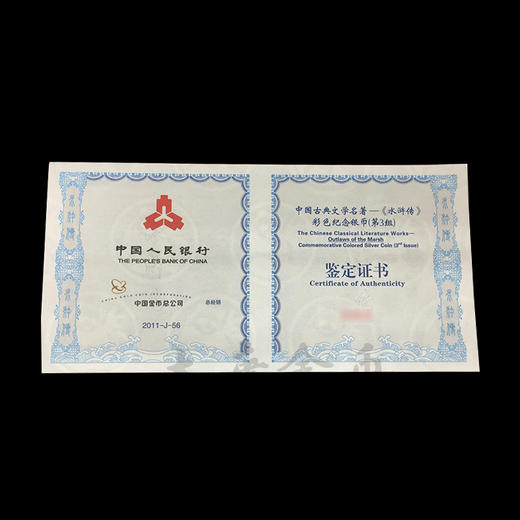 中国人民银行
THE PEOPLE'S BANK OF CHINA
CHINA GOLD COIN INCORPORATION
中国金币总公司 总经销
2011-J-56
中国古典文学名著—《水浒传》
彩色纪念银币(第3组)
The Chinese Classical Literature Works—
Outlaws of the Marsh
Commemorative Colored Silver Coin (3rd Issue)
鉴定证书
Certificate of Authenticity